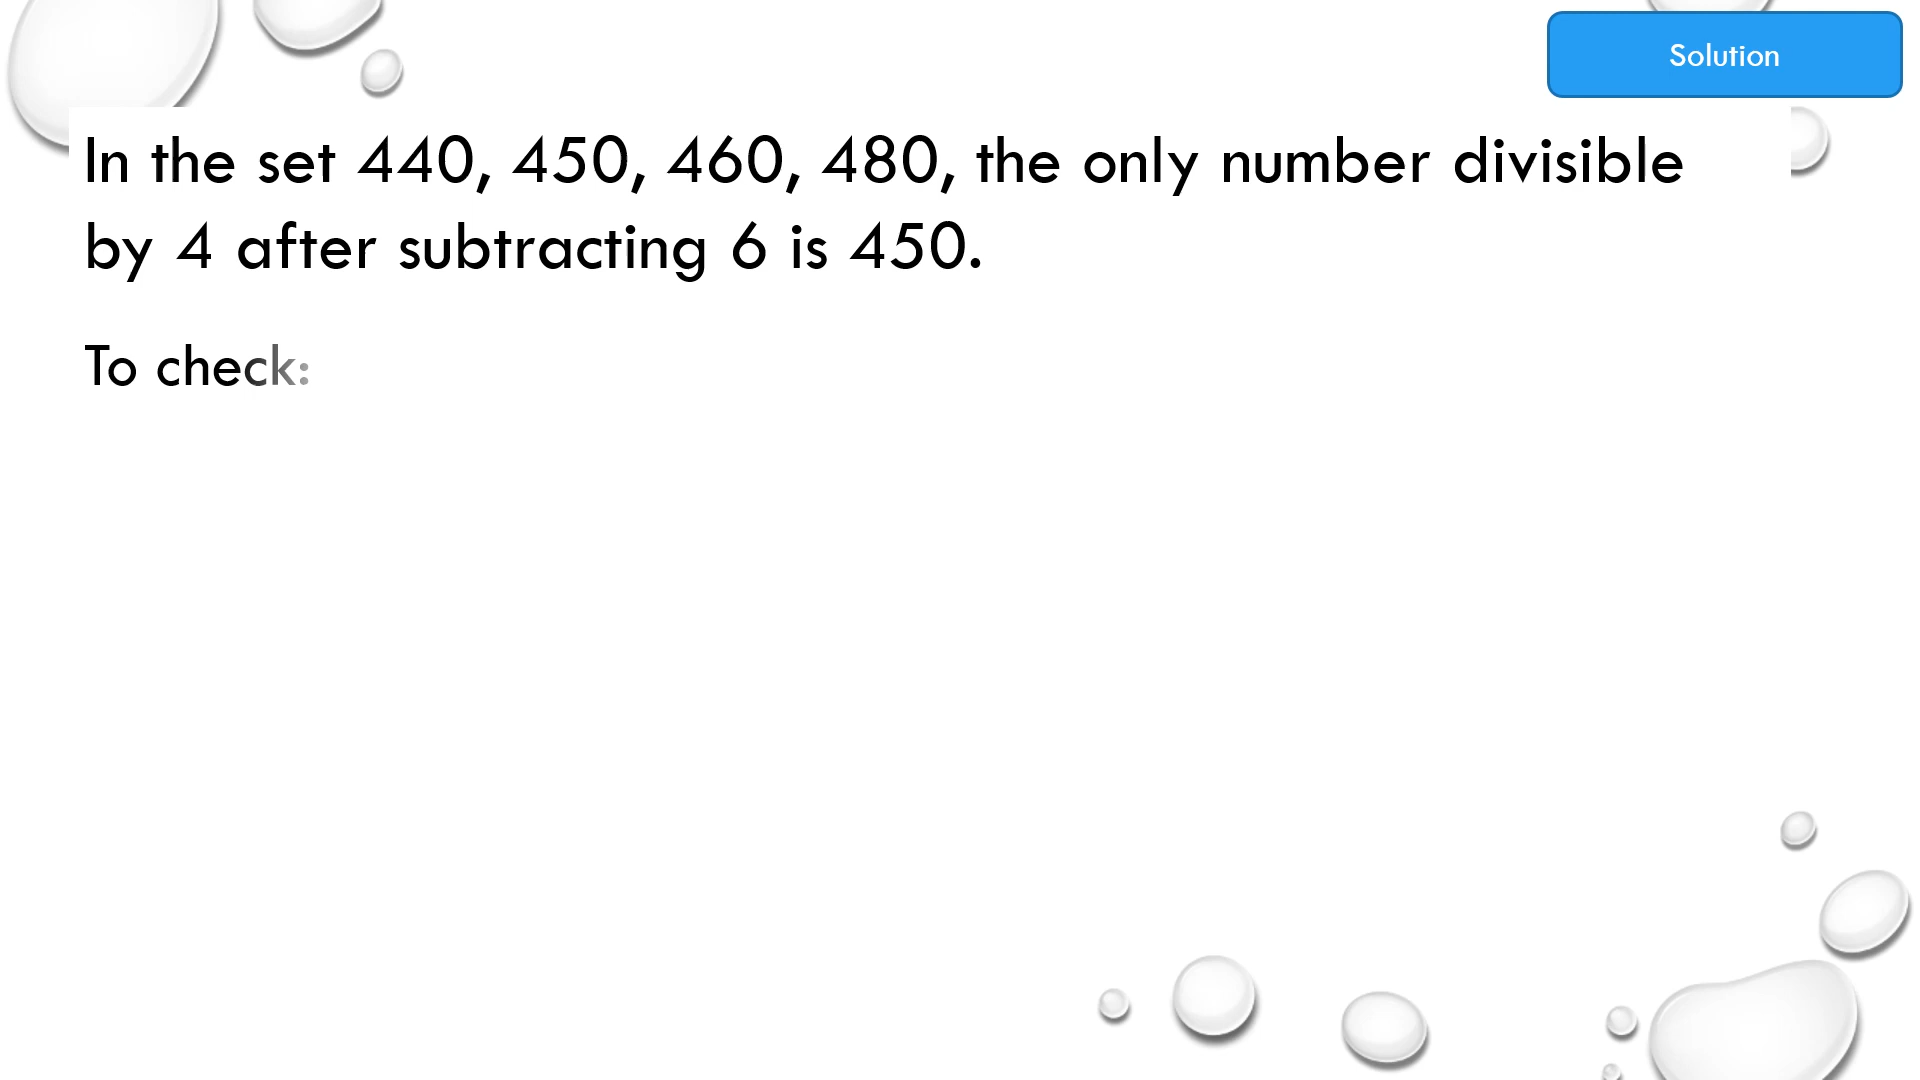 Solution
In the set 440, 450, 460, 480, the only number divisible
by 4 after subtracting 6 is 450.
To check: